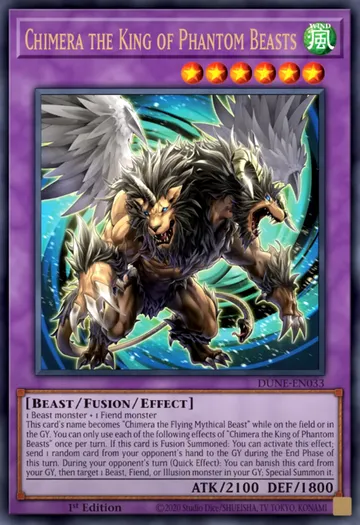 Chimera the King of Phantom Beasts
WIND
風
DUNE-EN033
[Beast/Fusion/Effect]
1 Beast monster + 1 Fiend monster
This card's name becomes "Chimera the Flying Mythical Beast" while on the field or in
the GY. You can only use each of the following effects of "Chimera the King of Phantom
Beasts" once per turn. If this card is Fusion Summoned: You can activate this effect;
send 1 random card from your opponent's hand to the GY during the End Phase of
this turn. During your opponent's turn (Quick Effect): You can banish this card from
your GY, then target 1 Beast, Fiend, or Illusion monster in your GY; Special Summon it.
ATK/2100 DEF/1800
1st Edition
©2020 Studio Dice/SHUEISHA, TV TOKYO, KONAMI